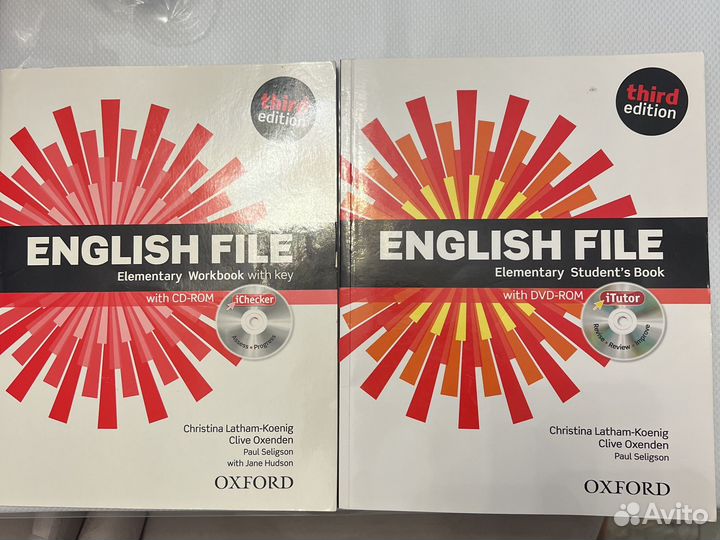 third
edition
ENGLISH FILE
Elementary Workbook with key
with CD-ROM
iChecker
Assess • Progress
Christina Latham-Koenig
Clive Oxenden
Paul Seligson
with Jane Hudson
OXFORD
third
edition
ENGLISH FILE
Elementary Student's Book
with DVD-ROM
iTutor
Revise • Review • Improve
Christina Latham-Koenig
Clive Oxenden
Paul Seligson
OXFORD
Avito